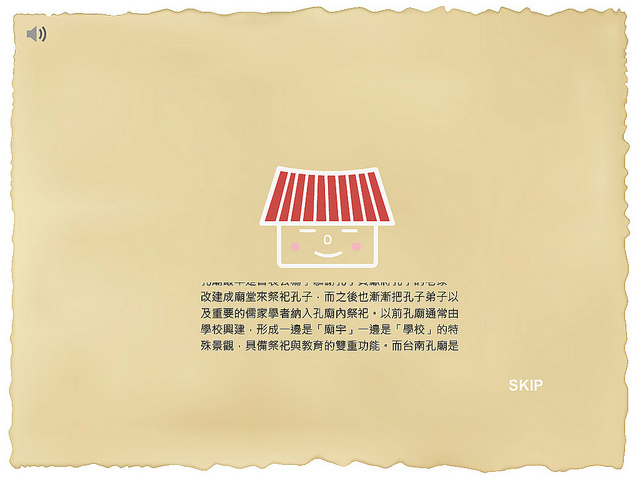 改建成廟堂來祭祀孔子，而之後也漸漸把孔子弟子以
及重要的儒家學者納入孔廟內祭祀。以前孔廟通常由
學校興建，形成一邊是「廟宇」一邊是「學校」的特
殊景觀，具備祭祀與教育的雙重功能。而台南孔廟是
SKIP